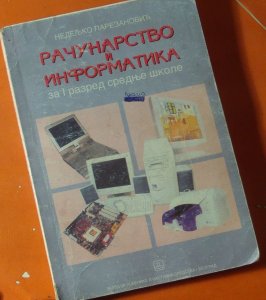 НЕДЕЉКО ПАРЕЗАНОВИЋ
РАЧУНАРСТВО
И
ИНФОРМАТИКА
за I разред средње школе